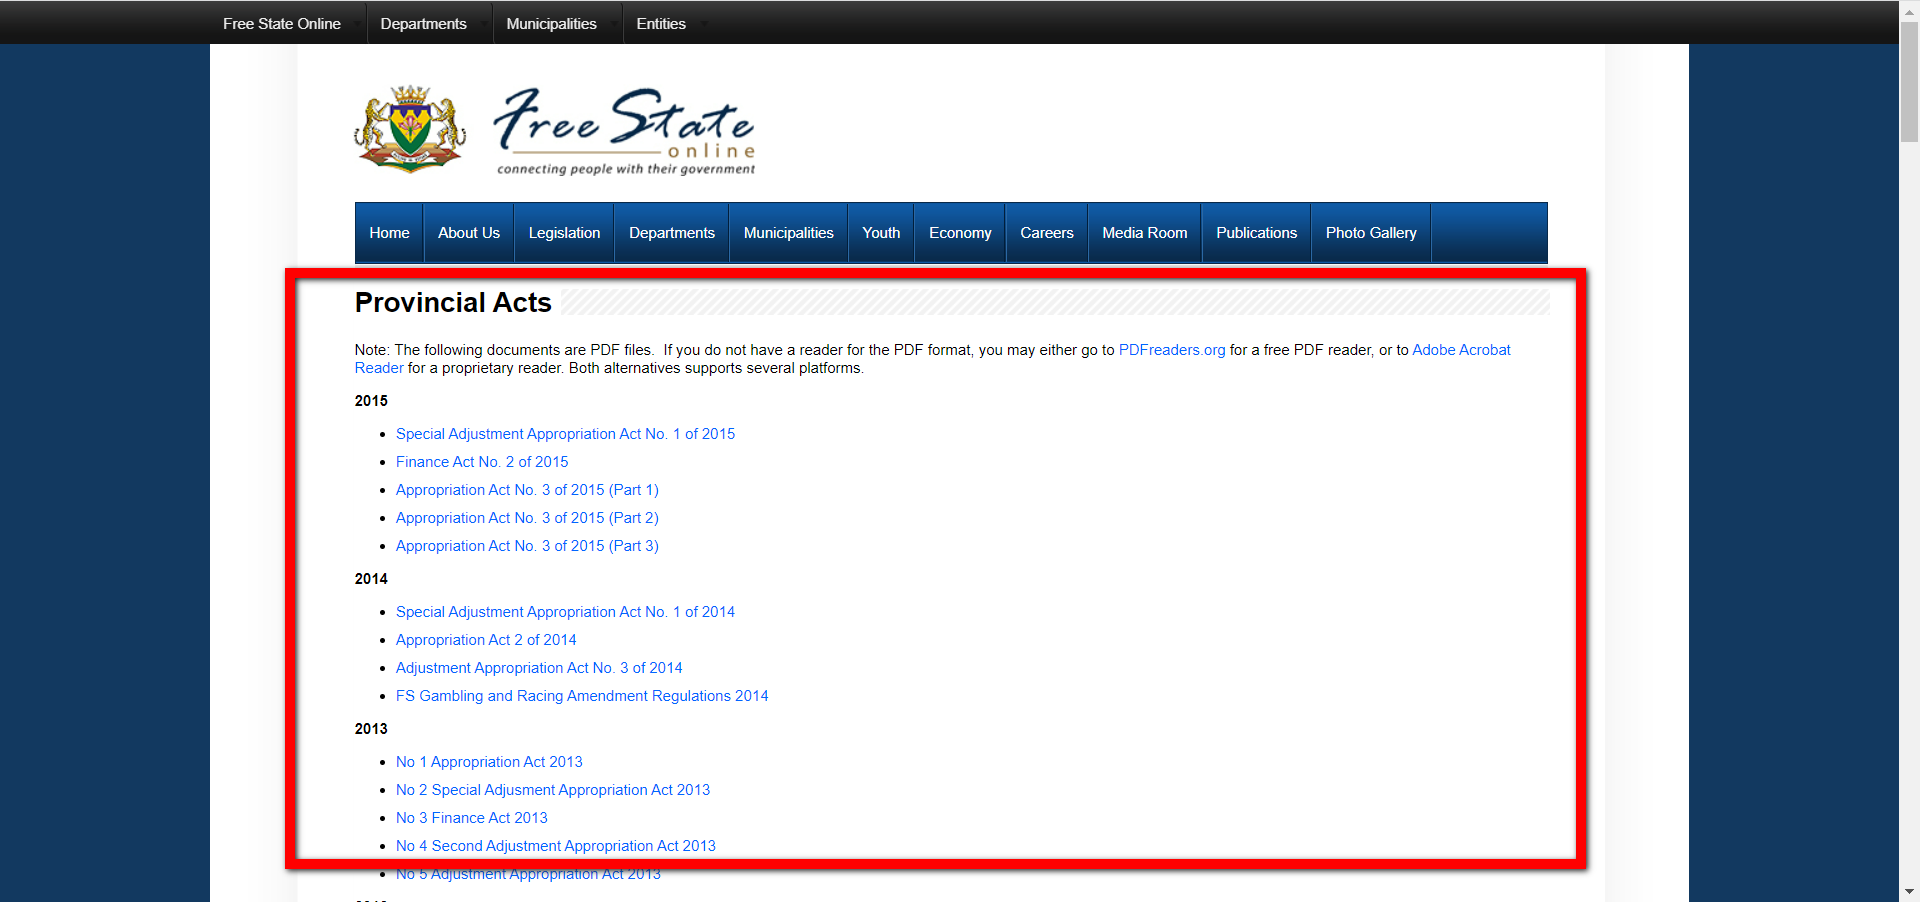 Free State Online
Departments
Municipalities
Entities
Free State
online
connecting people with their government
Home
About Us
Legislation
Departments
Municipalities
Youth
Economy
Careers
Media Room
Publications
Photo Gallery
Provincial Acts
Note: The following documents are PDF files.  If you do not have a reader for the PDF format, you may either go to PDFreaders.org for a free PDF reader, or to Adobe Acrobat
Reader for a proprietary reader. Both alternatives supports several platforms.
2015
Special Adjustment Appropriation Act No. 1 of 2015
Finance Act No. 2 of 2015
Appropriation Act No. 3 of 2015 (Part 1)
Appropriation Act No. 3 of 2015 (Part 2)
Appropriation Act No. 3 of 2015 (Part 3)
2014
Special Adjustment Appropriation Act No. 1 of 2014
Appropriation Act 2 of 2014
Adjustment Appropriation Act No. 3 of 2014
FS Gambling and Racing Amendment Regulations 2014
2013
No 1 Appropriation Act 2013
No 2 Special Adjusment Appropriation Act 2013
No 3 Finance Act 2013
No 4 Second Adjustment Appropriation Act 2013
No 5 Adjustment Appropriation Act 2013